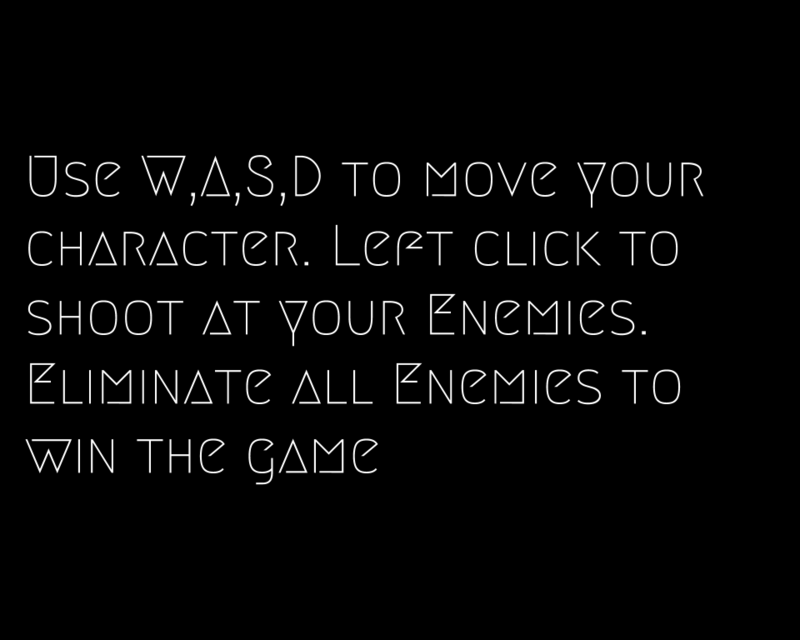 Use W,A,S,D to move your
character. Left click to
shoot at your Enemies.
Eliminate all Enemies to
win the game